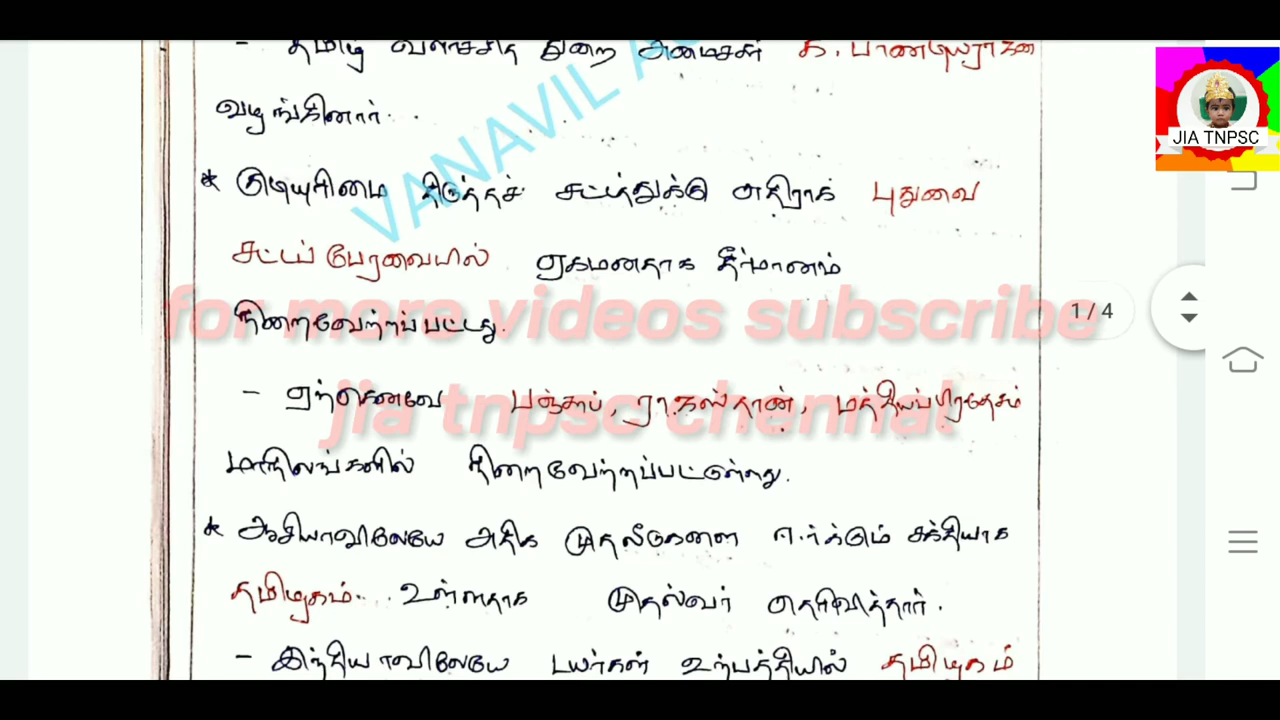 - தமிழ் வளர்ச்சித் துறை அமைச்சர் க. பாண்டியராஜன்
வழங்கினார்.
* குடியுரிமை திருத்தச் சட்டத்துக்கு எதிராக புதுவை
சட்டப் பேரவையில் ஏகமனதாக தீர்மானம்
நிறைவேற்றப்பட்டது.
- ஏற்கெனவே பஞ்சாப், ராஜஸ்தான், மத்தியப்பிரதேசம்
மாநிலங்களில் நிறைவேற்றப்பட்டுள்ளது.
* ஆசியாவிலேயே அதிக முதலீடுகளை ஈர்க்கும் சக்தியாக
தமிழகம் உள்ளதாக முதல்வர் தெரிவித்தார்.
- இந்தியாவிலேயே டயர்கள் உற்பத்தியில் தமிழகம்
VANAVIL
for more videos subscribe
jia tnpsc chennai
JIA TNPSC
1 / 4